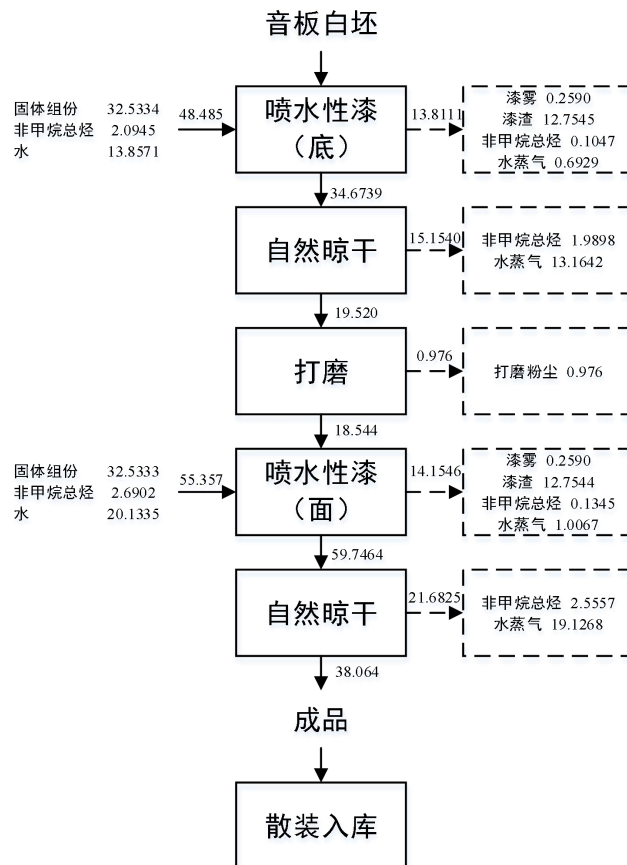 音板白坯
固体组份 32.5334
非甲烷总烃 2.0945
水 13.8571
48.485
喷水性漆
（底）
13.8111
漆雾 0.2590
漆渣 12.7545
非甲烷总烃 0.1047
水蒸气 0.6929
34.6739
自然晾干
15.1540
非甲烷总烃 1.9898
水蒸气 13.1642
19.520
打磨
0.976
打磨粉尘 0.976
18.544
固体组份 32.5333
非甲烷总烃 2.6902
水 20.1335
55.357
喷水性漆
（面）
14.1546
漆雾 0.2590
漆渣 12.7544
非甲烷总烃 0.1345
水蒸气 1.0067
59.7464
自然晾干
21.6825
非甲烷总烃 2.5557
水蒸气 19.1268
38.064
成品
散装入库